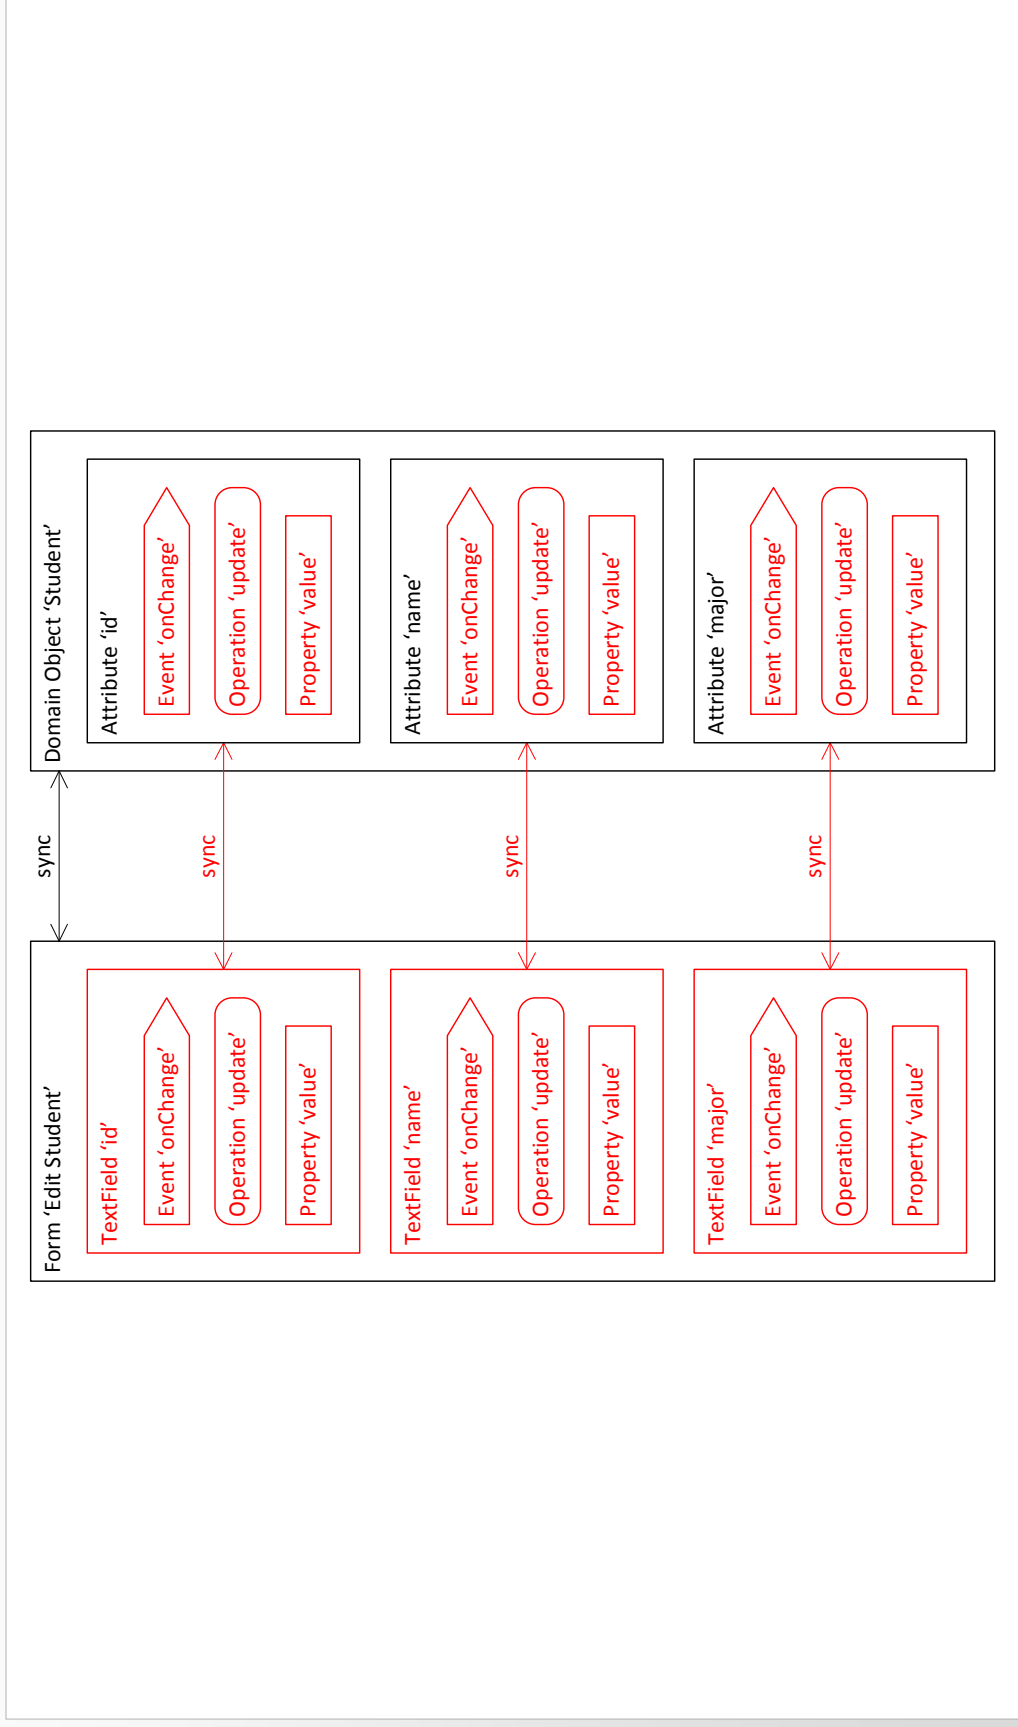 Form ‘Edit Student’
TextField ‘id’
Event ‘onChange’
Operation ‘update’
Property ‘value’
TextField ‘name’
Event ‘onChange’
Operation ‘update’
Property ‘value’
TextField ‘major’
Event ‘onChange’
Operation ‘update’
Property ‘value’
sync
sync
sync
sync
Domain Object ‘Student’
Attribute ‘id’
Event ‘onChange’
Operation ‘update’
Property ‘value’
Attribute ‘name’
Event ‘onChange’
Operation ‘update’
Property ‘value’
Attribute ‘major’
Event ‘onChange’
Operation ‘update’
Property ‘value’